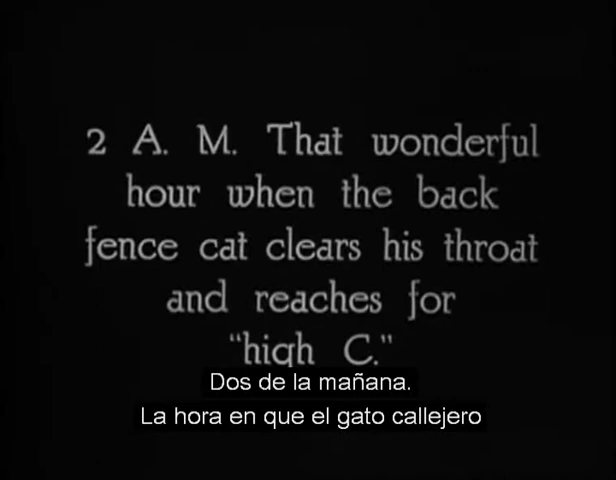 2 A. M. That wonderful
hour when the back
fence cat clears his throat
and reaches for
"high C."
Dos de la mañana.
La hora en que el gato callejero